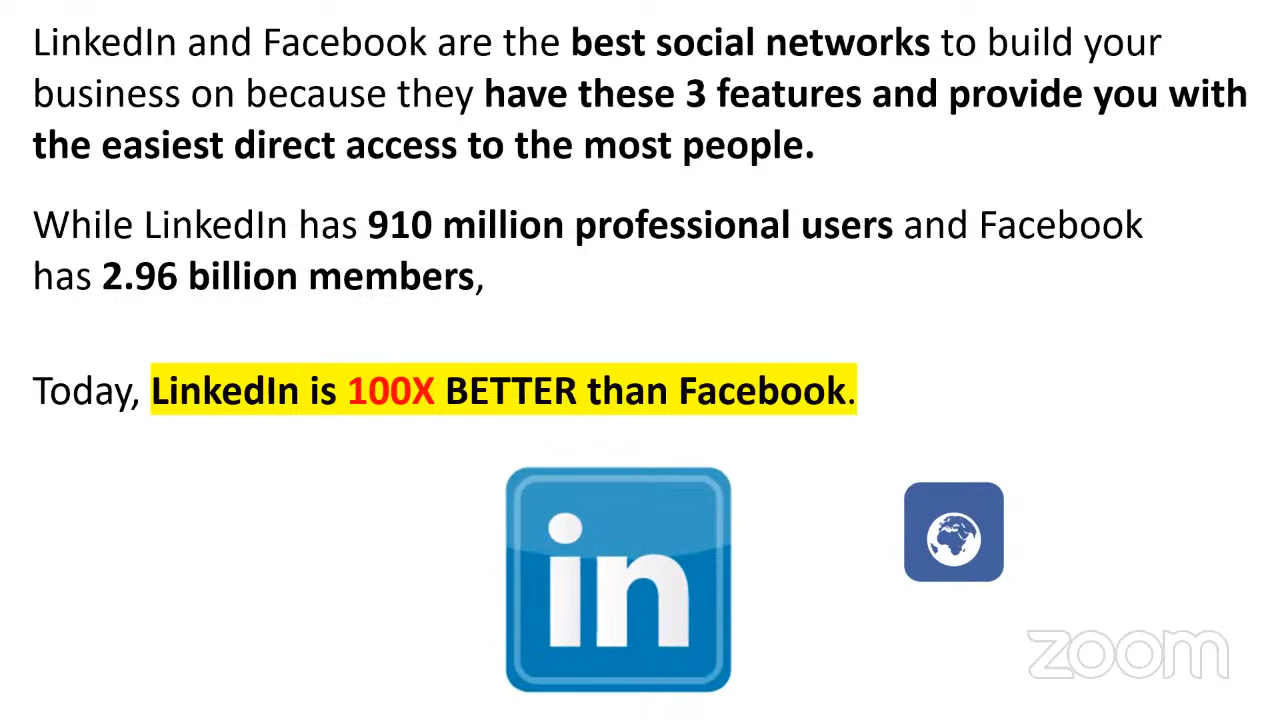 LinkedIn and Facebook are the best social networks to build your
business on because they have these 3 features and provide you with
the easiest direct access to the most people.
While LinkedIn has 910 million professional users and Facebook
has 2.96 billion members,
Today, LinkedIn is 100X BETTER than Facebook.
in
zoom